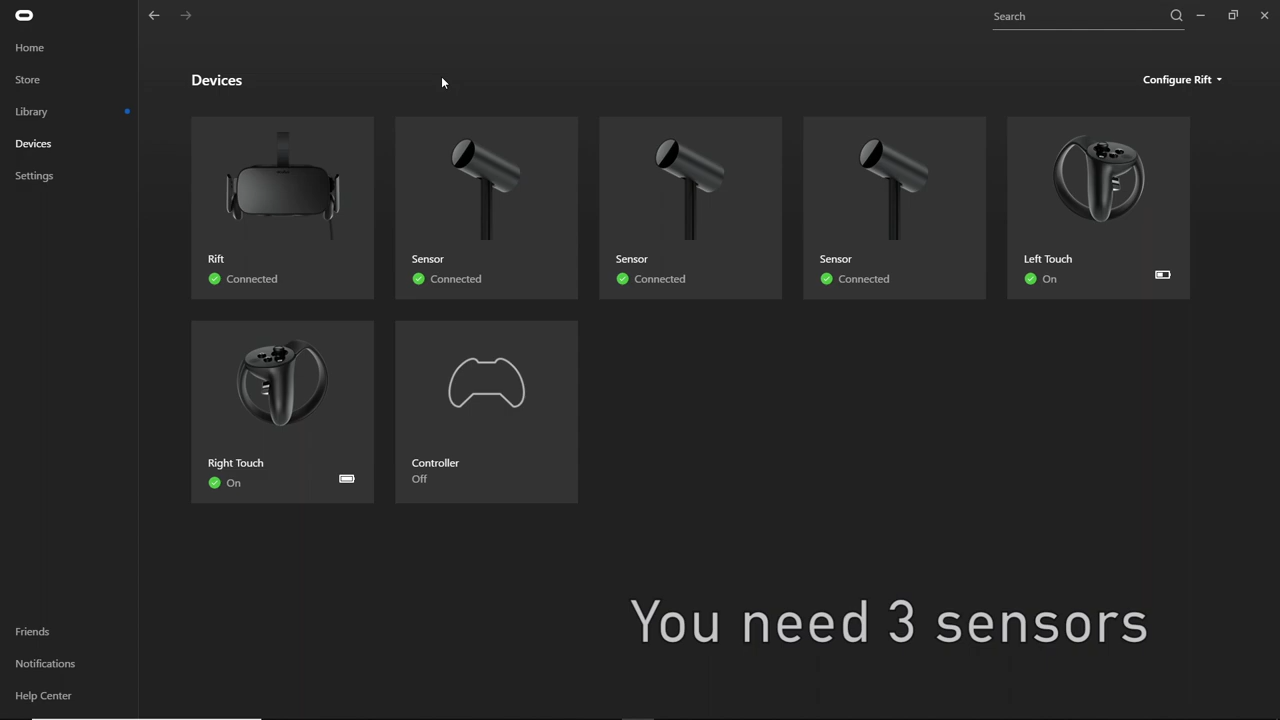 Search
Home
Store
Library
Devices
Settings
Friends
Notifications
Help Center
Devices
Configure Rift
Rift
Connected
Sensor
Connected
Sensor
Connected
Sensor
Connected
Left Touch
On
Right Touch
On
Controller
Off
You need 3 sensors